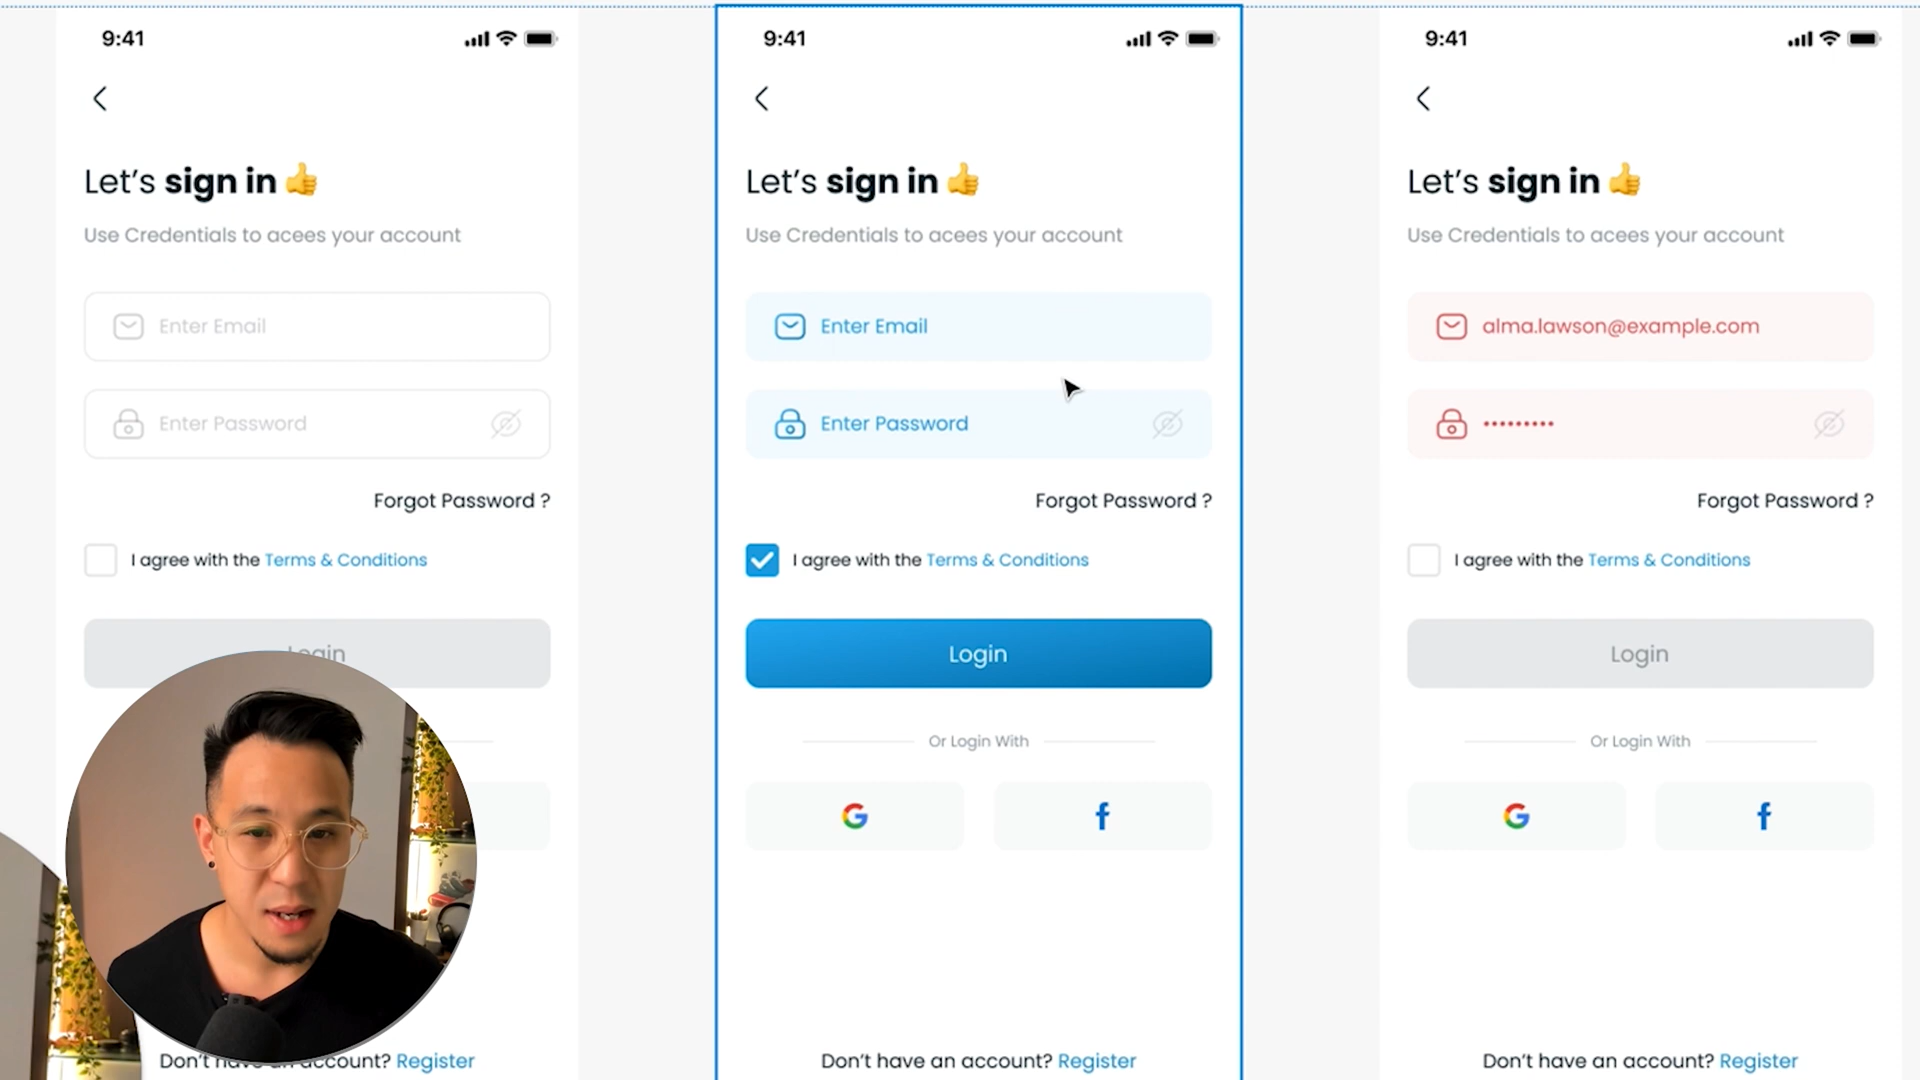 9:41
Let's sign in
Use Credentials to acees your account
Enter Email
Enter Password
Forgot Password ?
I agree with the Terms & Conditions
Login
Don't have an account? Register
9:41
Let's sign in
Use Credentials to acees your account
Enter Email
Enter Password
Forgot Password ?
I agree with the Terms & Conditions
Login
Or Login With
G
f
Don't have an account? Register
9:41
Let's sign in
Use Credentials to acees your account
alma.lawson@example.com
•••••••••
Forgot Password ?
I agree with the Terms & Conditions
Login
Or Login With
G
f
Don't have an account? Register